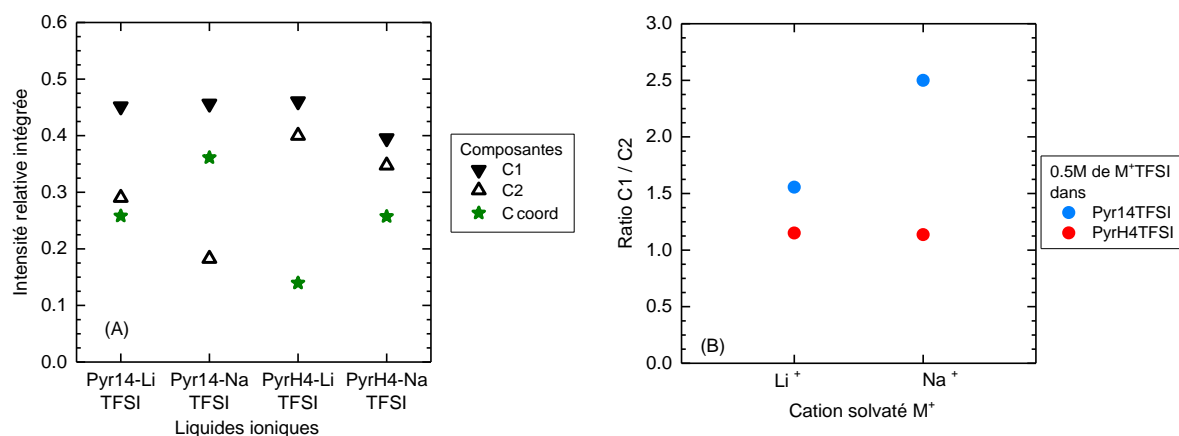 0.6
0.5
0.4
0.3
0.2
0.1
0.0
Intensité relative intégrée
(A)
Pyr14-Li Pyr14-Na PyrH4-Li PyrH4-Na
TFSI TFSI TFSI TFSI
Liquides ioniques
Composantes
C1
C2
C coord
3.0
2.5
2.0
1.5
1.0
0.5
0.0
Ratio C1 / C2
(B)
Li + Na +
Cation solvaté M+
0.5M de M+TFSI
dans
Pyr14TFSI
PyrH4TFSI